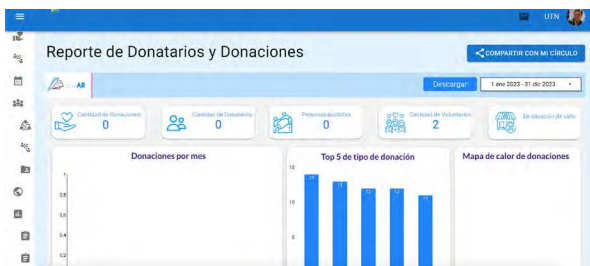 UTN
Reporte de Donatarios y Donaciones
COMPARTIR CON MI CÍRCULO
All
Descargar
1 ene 2023 - 31 dic 2023
Cantidad de Donaciones
0
Cantidad de Donatarios
0
Personas asistidas
0
Cantidad de Voluntarios
2
En situación de calle
Donaciones por mes
1
0.8
0.6
0.4
0.2
Top 5 de tipo de donación
15
10
5
14
13
12
12
11
Mapa de calor de donaciones